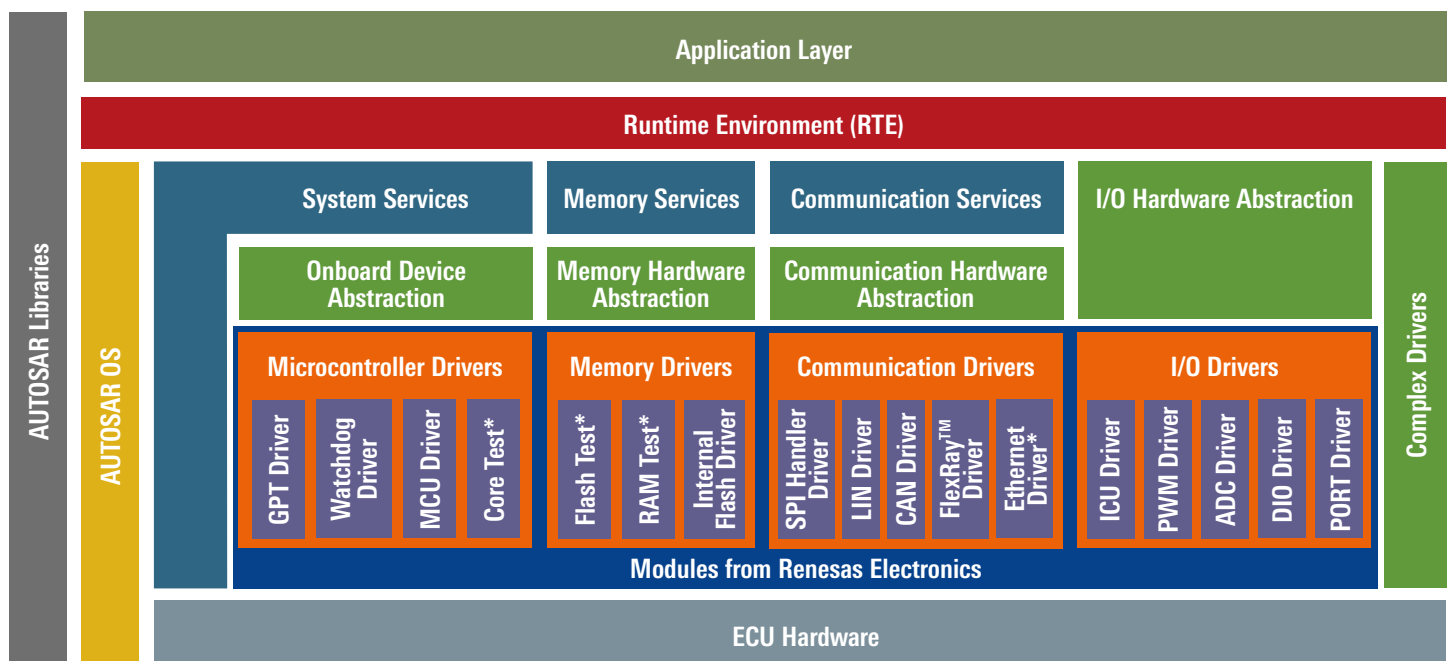 Application Layer
Runtime Environment (RTE)
AUTOSAR Libraries
AUTOSAR OS
System Services
Memory Services
Communication Services
I/O Hardware Abstraction
Complex Drivers
Onboard Device
Abstraction
Memory Hardware
Abstraction
Communication Hardware
Abstraction
Microcontroller Drivers
GPT Driver
Watchdog
Driver
MCU Driver
Core Test*
Memory Drivers
Flash Test*
RAM Test*
Internal
Flash Driver
Communication Drivers
SPI Handler
Driver
LIN Driver
CAN Driver
FlexRay™
Driver
Ethernet
Driver*
I/O Drivers
ICU Driver
PWM Driver
ADC Driver
DIO Driver
PORT Driver
Modules from Renesas Electronics
ECU Hardware